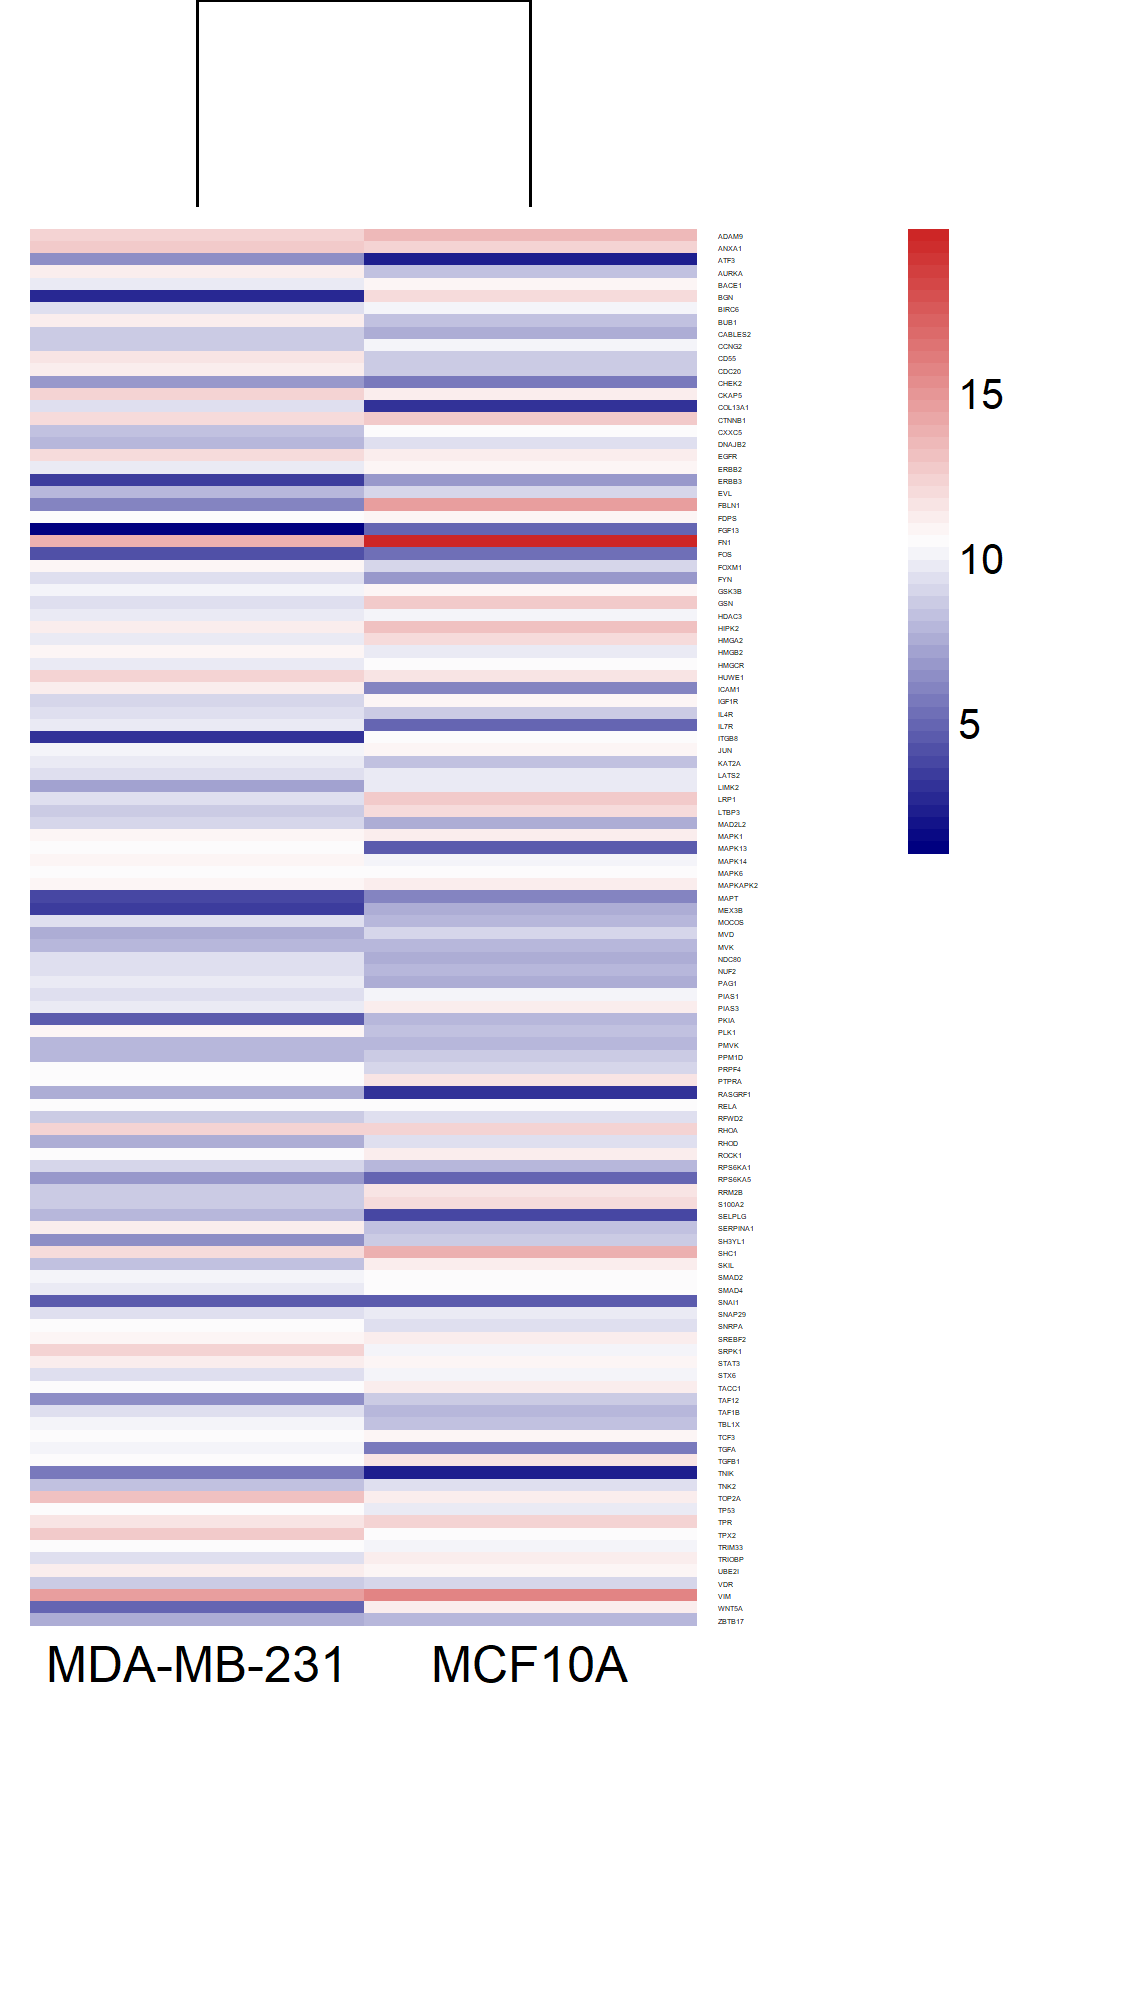 ADAM9
ANXA1
ATF3
AURKA
BACE1
BGN
BIRC6
BUB1
CABLES2
CCNG2
CD55
CDC20
CHEK2
CKAP5
COL13A1
CTNNB1
CXXC5
DNAJB2
EGFR
ERBB2
ERBB3
EVL
FBLN1
FDPS
FGF13
FN1
FOS
FOXM1
FYN
GSK3B
GSN
HDAC3
HIPK2
HMGA2
HMGB2
HMGCR
HUWE1
ICAM1
IGF1R
IL4R
IL7R
ITGB8
JUN
KAT2A
LATS2
LIMK2
LRP1
LTBP3
MAD2L2
MAPK1
MAPK13
MAPK14
MAPK6
MAPKAPK2
MAPT
MEX3B
MOCOS
MVD
MVK
NDC80
NUF2
PAG1
PIAS1
PIAS3
PKIA
PLK1
PMVK
PPM1D
PRPF4
PTPRA
RASGRF1
RELA
RFWD2
RHOA
RHOD
ROCK1
RPS6KA1
RPS6KA5
RRM2B
S100A2
SELPLG
SERPINA1
SH3YL1
SHC1
SKIL
SMAD2
SMAD4
SNAI1
SNAP29
SNRPA
SREBF2
SRPK1
STAT3
STX6
TACC1
TAF12
TAF1B
TBL1X
TCF3
TGFA
TGFB1
TNIK
TNK2
TOP2A
TP53
TPR
TPX2
TRIM33
TRIOBP
UBE2I
VDR
VIM
WNT5A
ZBTB17
15
10
5
MDA-MB-231 MCF10A